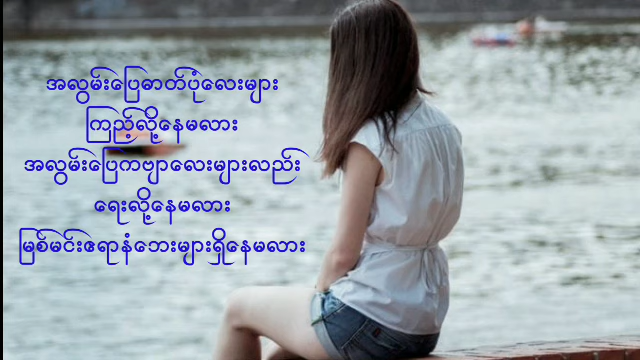 အလွမ်းပြေဓာတ်ပုံလေးများ
ကြည့်လို့နေမလား
အလွမ်းပြေကဗျာလေးများလည်း
ရေးလို့နေမလား
မြစ်မင်းဧရာနံဘေးများရှိနေမလား